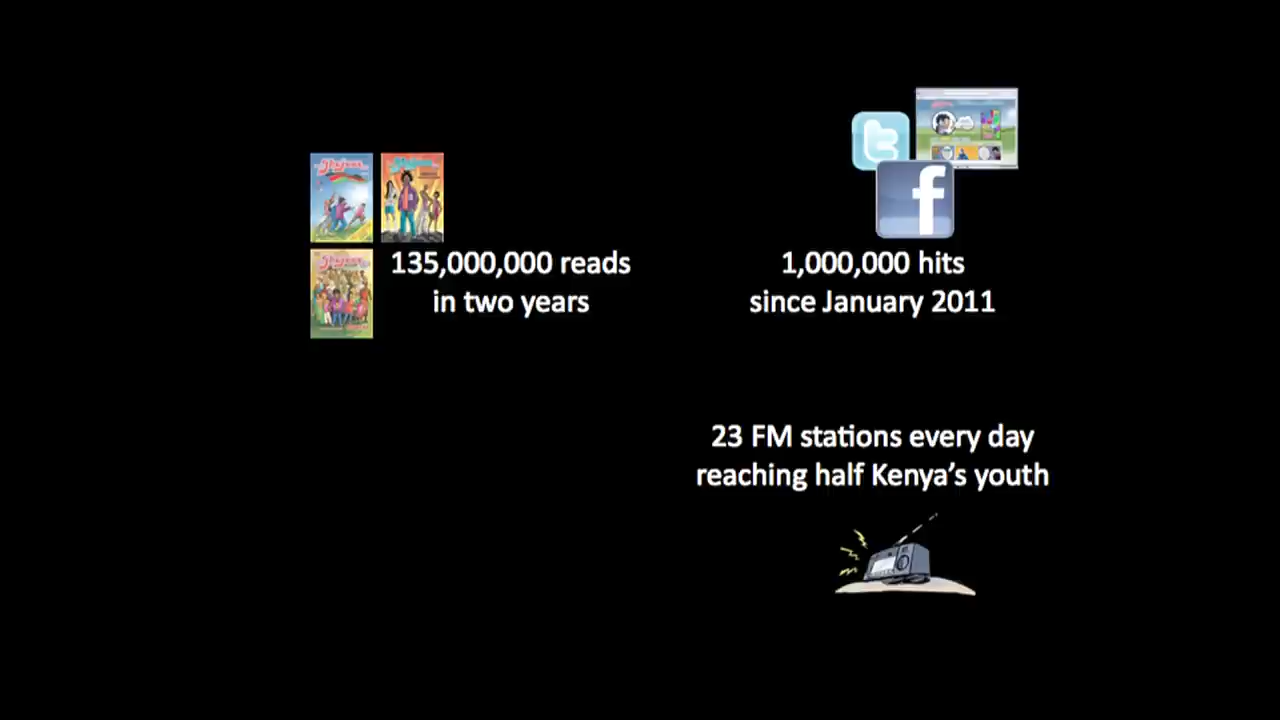 135,000,000 reads
in two years
1,000,000 hits
since January 2011
23 FM stations every day
reaching half Kenya's youth